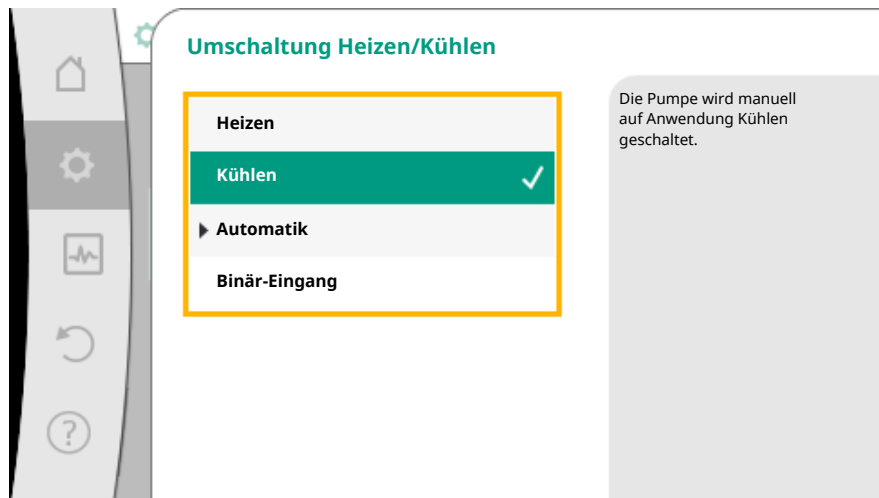 Umschaltung Heizen/Kühlen
Heizen
Kühlen
Automatik
Binär-Eingang
Die Pumpe wird manuell
auf Anwendung Kühlen
geschaltet.
?